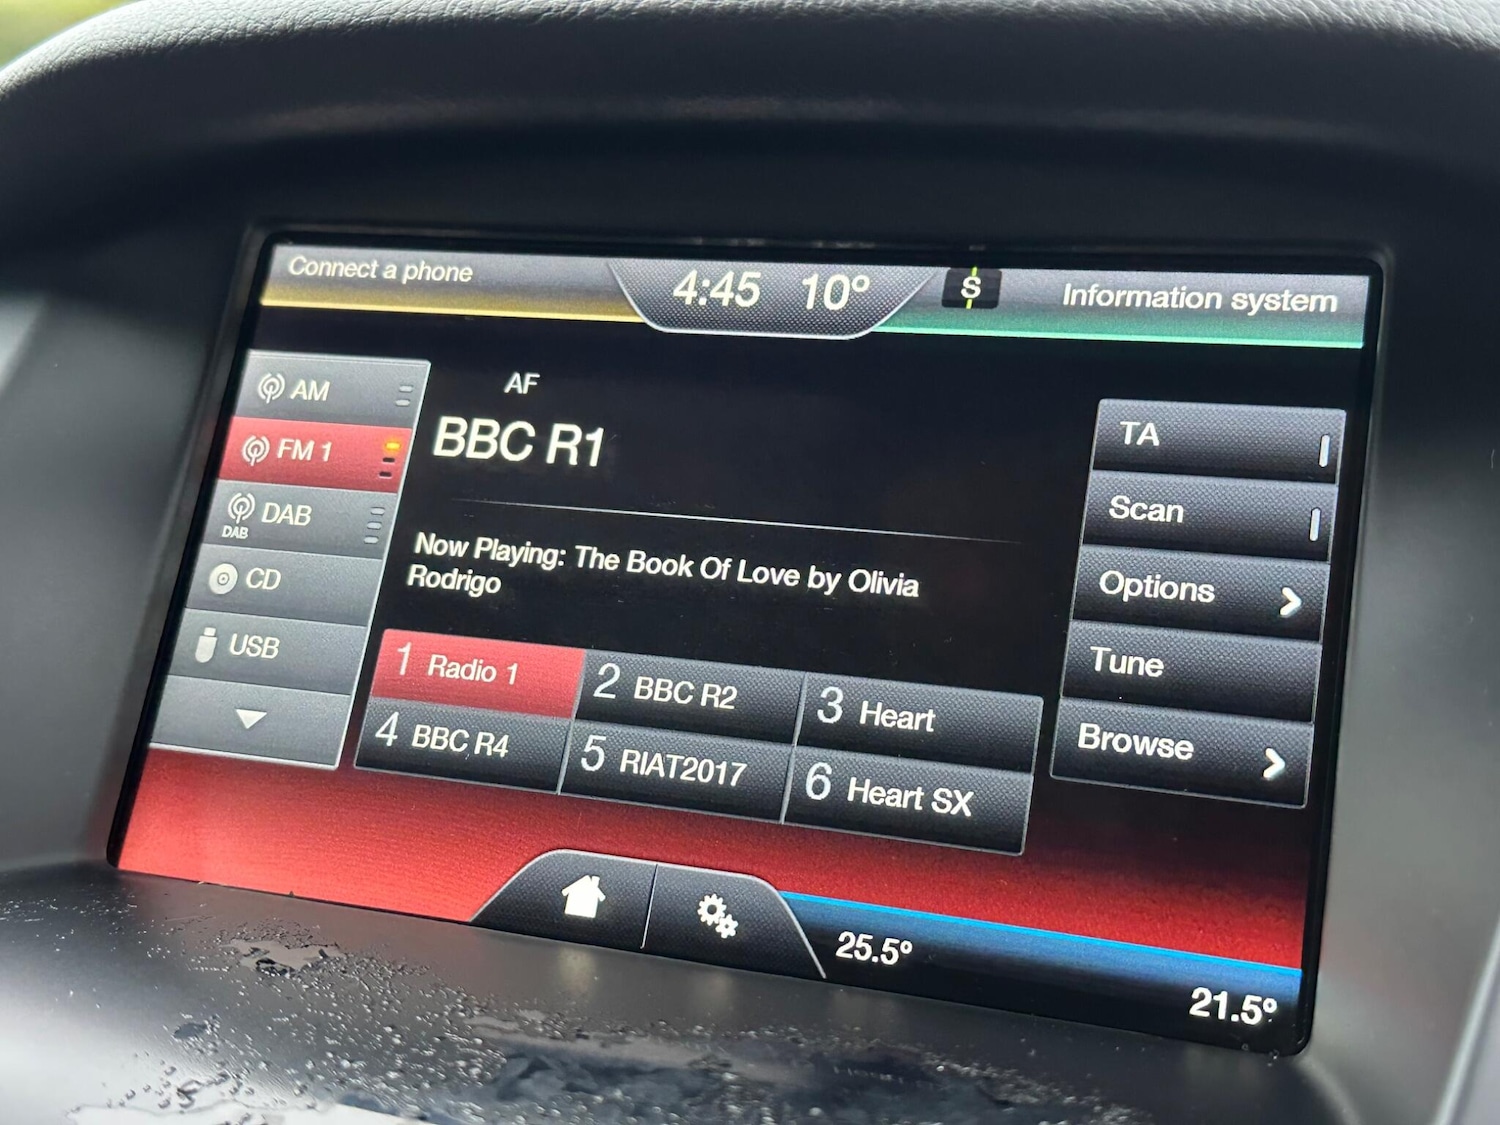 Connect a phone
4:45 10°
S
Information system
AM
FM 1
DAB
DAB
CD
USB
AF
BBC R1
Now Playing: The Book Of Love by Olivia
Rodrigo
1 Radio 1
2 BBC R2
3 Heart
4 BBC R4
5 RIAT2017
6 Heart SX
TA
Scan
Options
Tune
Browse
25.5°
21.5°